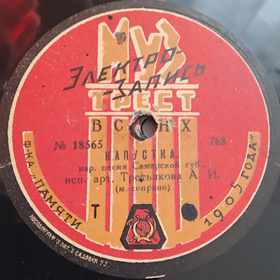 МУЗ
ЭЛЕКТРО-
ЗАПИСЬ
ТРЕСТ
ВСНХ
№ 18565 768
КАПУСТКА
нар. песня Самарской губ.
исп. арт. Третьякова А. И.
(м.-сопрано)
Ф-КА „ПАМЯТИ 1905 ГОДА"
Т